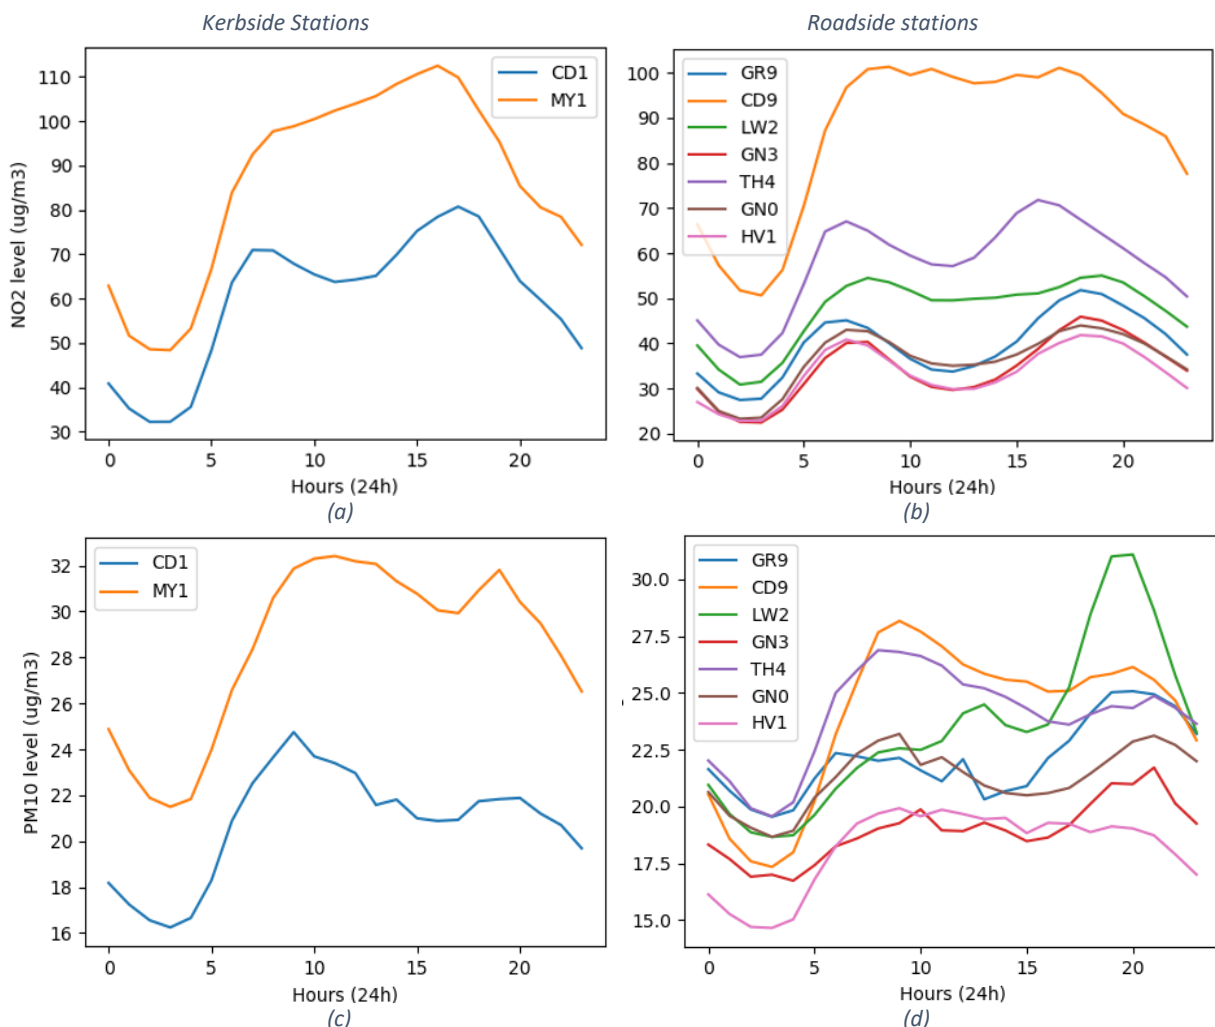 Kerbside Stations
Roadside stations
CD1
MY1
110
100
90
80
70
60
50
40
30
NO2 level (ug/m3)
0 5 10 15 20
Hours (24h)
(a)
GR9
CD9
LW2
GN3
TH4
GN0
HV1
100
90
80
70
60
50
40
30
20
0 5 10 15 20
Hours (24h)
(b)
CD1
MY1
32
30
28
26
24
22
20
18
16
PM10 level (ug/m3)
0 5 10 15 20
Hours (24h)
(c)
GR9
CD9
LW2
GN3
TH4
GN0
HV1
30.0
27.5
25.0
22.5
20.0
17.5
15.0
0 5 10 15 20
Hours (24h)
(d)